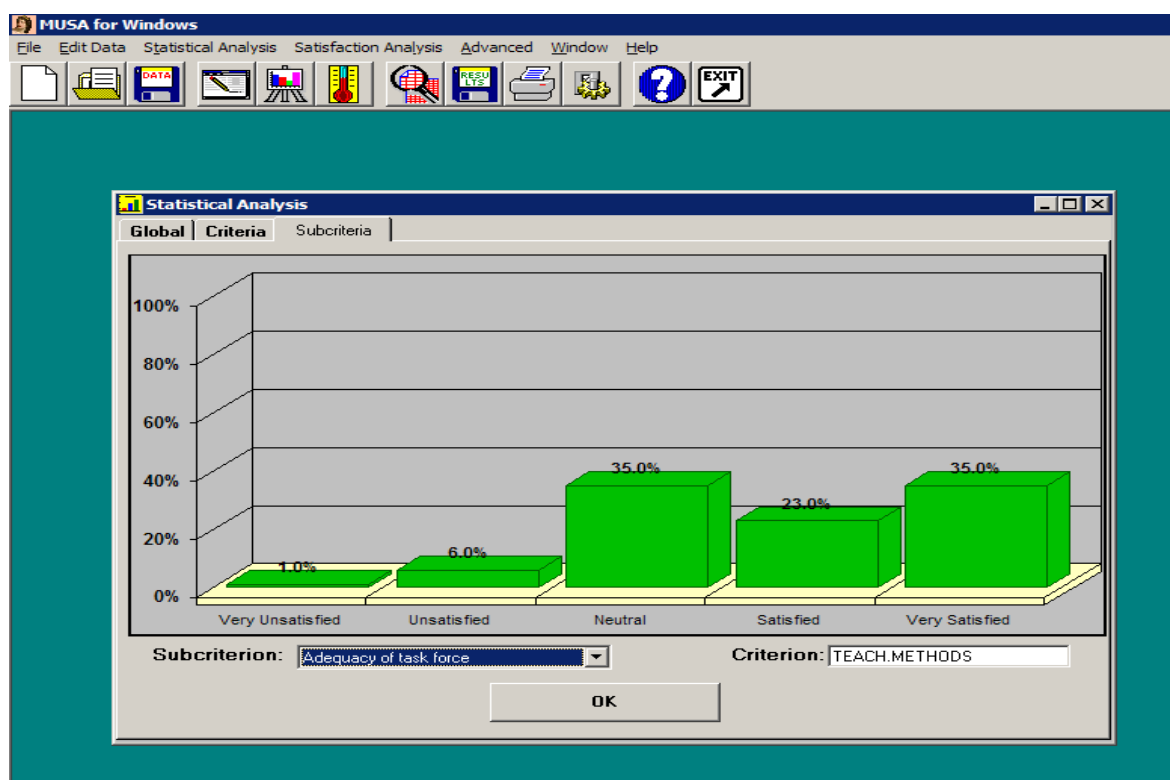 MUSA for Windows
File Edit Data Statistical Analysis Satisfaction Analysis Advanced Window Help
DATA RESU LTS ? EXIT
Statistical Analysis
Global Criteria Subcriteria
100%
80%
60%
40%
20%
0%
1.0% 6.0% 35.0% 23.0% 35.0%
Very Unsatisfied Unsatisfied Neutral Satisfied Very Satisfied
Subcriterion: Adequacy of task force Criterion: TEACH.METHODS
OK